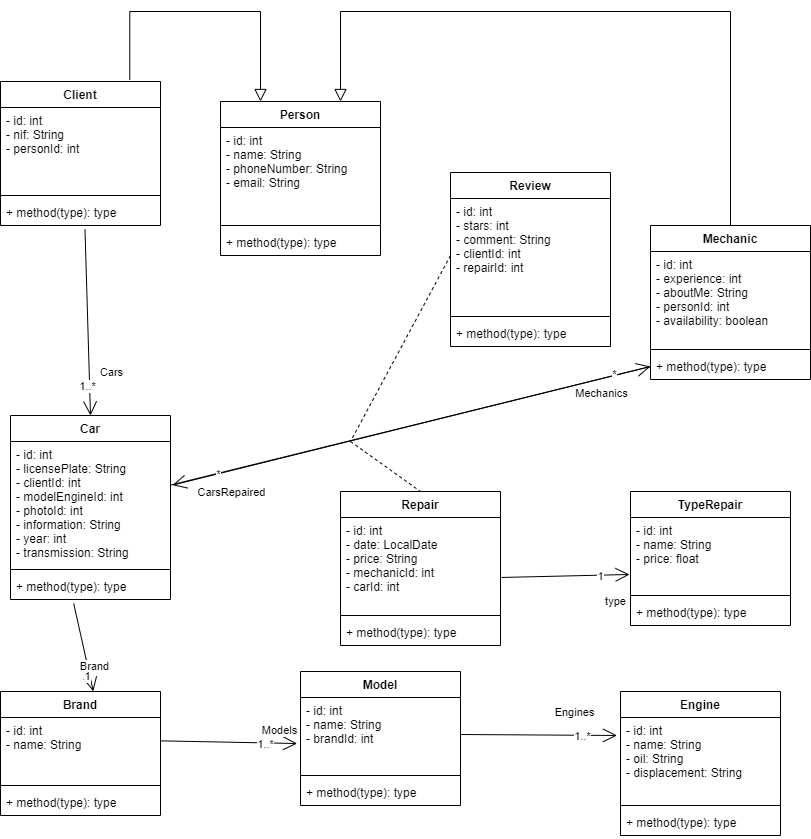 Client
- id: int
- nif: String
- personId: int
+ method(type): type
Person
- id: int
- name: String
- phoneNumber: String
- email: String
+ method(type): type
Review
- id: int
- stars: int
- comment: String
- clientId: int
- repairId: int
+ method(type): type
Mechanic
- id: int
- experience: int
- aboutMe: String
- personId: int
- availability: boolean
+ method(type): type
Cars
1..*
*
Mechanics
*
CarsRepaired
Car
- id: int
- licensePlate: String
- clientId: int
- modelEngineId: int
- photoId: int
- information: String
- year: int
- transmission: String
+ method(type): type
Repair
- id: int
- date: LocalDate
- price: String
- mechanicId: int
- carId: int
+ method(type): type
1
type
TypeRepair
- id: int
- name: String
- price: float
+ method(type): type
Brand
1
Brand
- id: int
- name: String
+ method(type): type
Models
1..*
Model
- id: int
- name: String
- brandId: int
+ method(type): type
Engines
1..*
Engine
- id: int
- name: String
- oil: String
- displacement: String
+ method(type): type